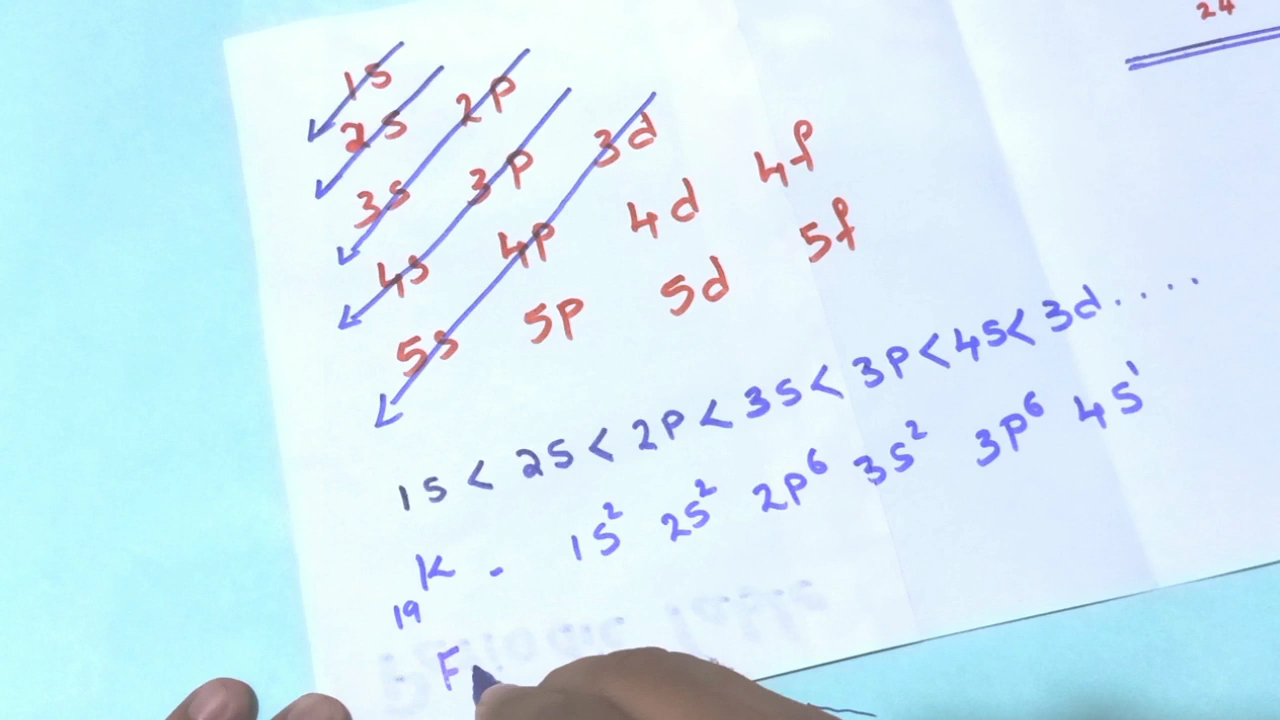 24
1s
2s 2p
3s 3p 3d
4s 4p 4d 4f
5s 5p 5d 5f
1s < 2s < 2p < 3s < 3p < 4s < 3d....
₁₉K - 1s² 2s² 2p⁶ 3s² 3p⁶ 4s¹
F